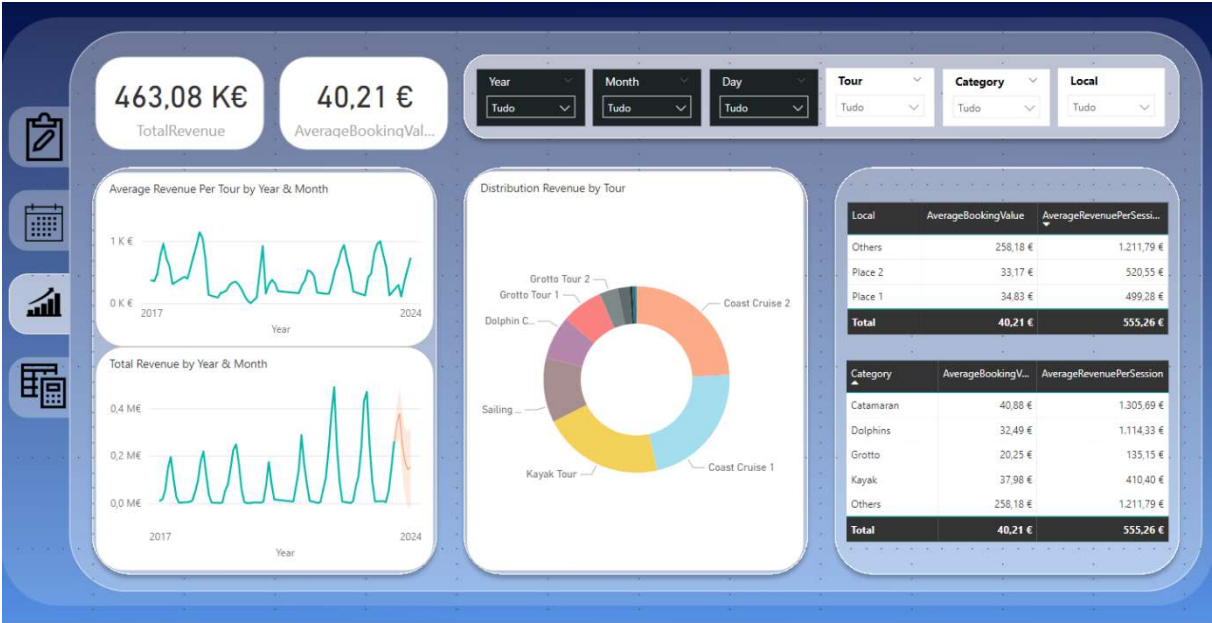 463,08 K€
TotalRevenue
40,21 €
AverageBookingVal...
Year
Tudo
Month
Tudo
Day
Tudo
Tour
Tudo
Category
Tudo
Local
Tudo
Average Revenue Per Tour by Year & Month
1 K €
0 K €
2017
2024
Year
Total Revenue by Year & Month
0,4 M€
0,2 M€
0,0 M€
2017
2024
Year
Distribution Revenue by Tour
Grotto Tour 2
Grotto Tour 1
Dolphin C...
Sailing ...
Kayak Tour
Coast Cruise 2
Coast Cruise 1
Local AverageBookingValue AverageRevenuePerSessi...
Others 258,18 € 1.211,79 €
Place 2 33,17 € 520,55 €
Place 1 34,83 € 499,28 €
Total 40,21 € 555,26 €
Category AverageBookingV... AverageRevenuePerSession
Catamaran 40,88 € 1.305,69 €
Dolphins 32,49 € 1.114,33 €
Grotto 20,25 € 135,15 €
Kayak 37,98 € 410,40 €
Others 258,18 € 1.211,79 €
Total 40,21 € 555,26 €